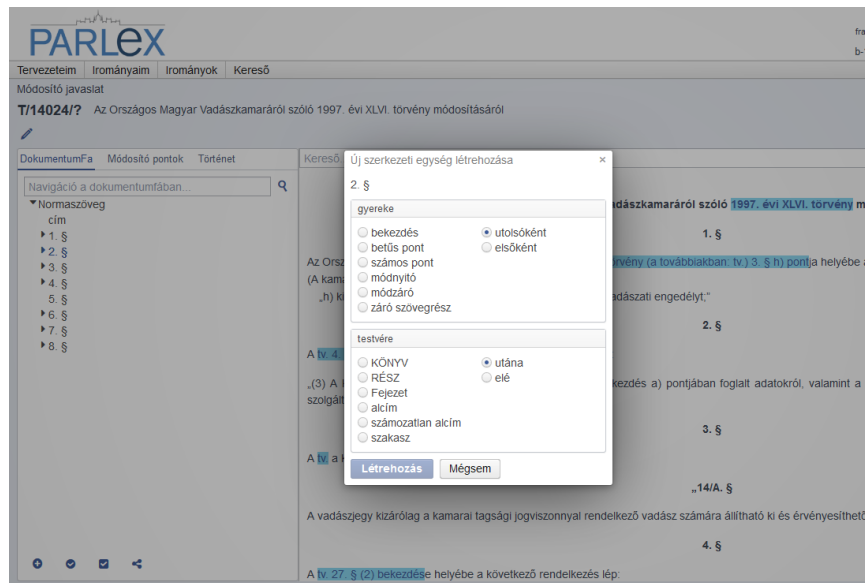 PARLEX
fra
b-
Tervezeteim Irományaim Irományok Kereső
Módosító javaslat
T/14024/? Az Országos Magyar Vadászkamaráról szóló 1997. évi XLVI. törvény módosításáról
DokumentumFa Módosító pontok Történet
Navigáció a dokumentumfában...
Normaszöveg
cím
1. §
2. §
3. §
4. §
5. §
6. §
7. §
8. §
Kereső
Új szerkezeti egység létrehozása ×
2. §
gyereke
bekezdés utolsóként
betűs pont elsőként
számos pont
módnyitó
módzáró
záró szövegrész
testvére
KÖNYV utána
RÉSZ elé
Fejezet
alcím
számozatlan alcím
szakasz
Létrehozás Mégsem
adászkamaráról szóló 1997. évi XLVI. törvény m
1. §
Az Orsz örvény (a továbbiakban: tv.) 3. § h) pontja helyébe a
(A kama
„h) ki adászati engedélyt;”
2. §
A tv. 4.
„(3) A kezdés a) pontjában foglalt adatokról, valamint a
szolgált
3. §
A tv. a
„14/A. §
A vadászjegy kizárólag a kamarai tagsági jogviszonnyal rendelkező vadász számára állítható ki és érvényesíthető
4. §
A tv. 27. § (2) bekezdése helyébe a következő rendelkezés lép: